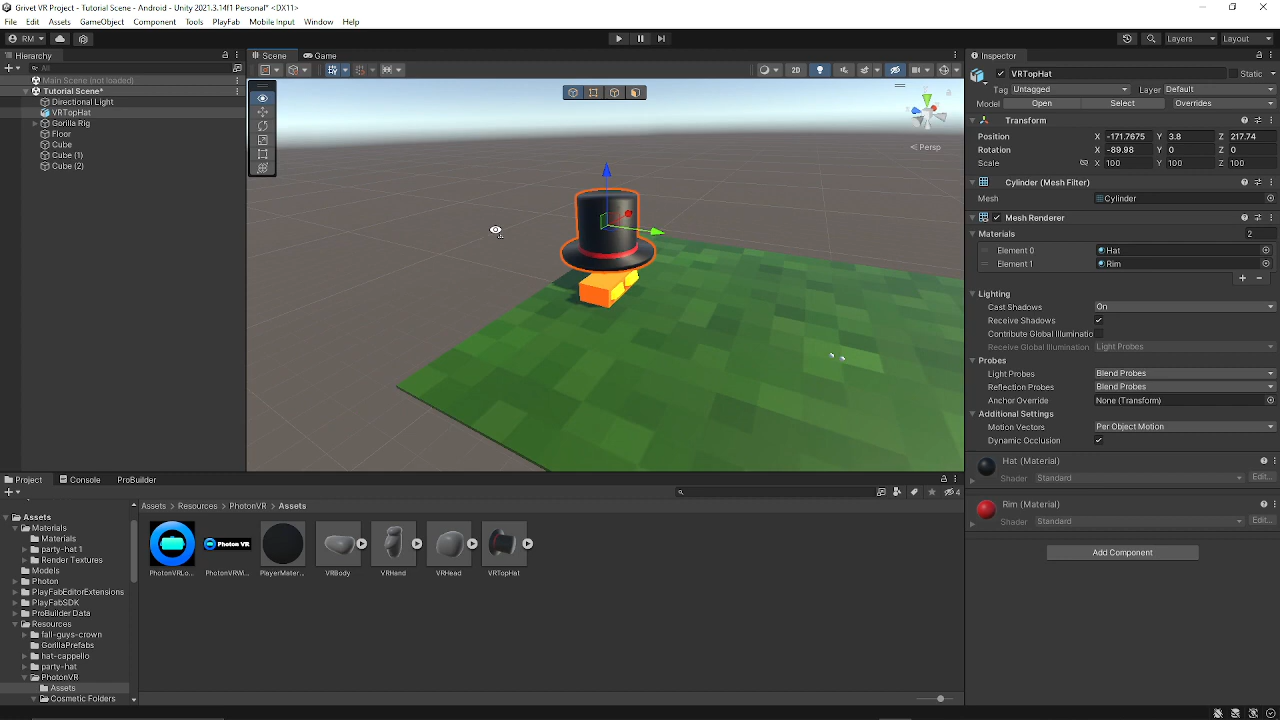 Grivet VR Project - Tutorial Scene - Android - Unity 2021.3.14f1 Personal* <DX11>
File Edit Assets GameObject Component Tools PlayFab Mobile Input Window Help
RM Layers Layout
Hierarchy
All
Main Scene (not loaded)
Tutorial Scene*
Directional Light
VRTopHat
Gorilla Rig
Floor
Cube
Cube (1)
Cube (2)
Scene Game
2D
Persp
Inspector
VRTopHat Static
Tag Untagged Layer Default
Model Open Select Overrides
Transform
Position X -171.7675 Y 3.8 Z 217.74
Rotation X -89.98 Y 0 Z 0
Scale X 100 Y 100 Z 100
Cylinder (Mesh Filter)
Mesh Cylinder
Mesh Renderer
Materials 2
Element 0 Hat
Element 1 Rim
Lighting
Cast Shadows On
Receive Shadows
Contribute Global Illuminatio
Receive Global Illumination Light Probes
Probes
Light Probes Blend Probes
Reflection Probes Blend Probes
Anchor Override None (Transform)
Additional Settings
Motion Vectors Per Object Motion
Dynamic Occlusion
Hat (Material)
Shader Standard Edit...
Rim (Material)
Shader Standard Edit...
Add Component
Project Console ProBuilder
4
Assets
Materials
Materials
party-hat 1
Render Textures
Models
Photon
PlayFabEditorExtensions
PlayFabSDK
ProBuilder Data
Resources
fall-guys-crown
GorillaPrefabs
hat-cappello
party-hat
PhotonVR
Assets
Cosmetic Folders
Assets Resources PhotonVR Assets
Photon VR
PhotonVRLo... PhotonVRWi... PlayerMater... VRBody VRHand VRHead VRTopHat